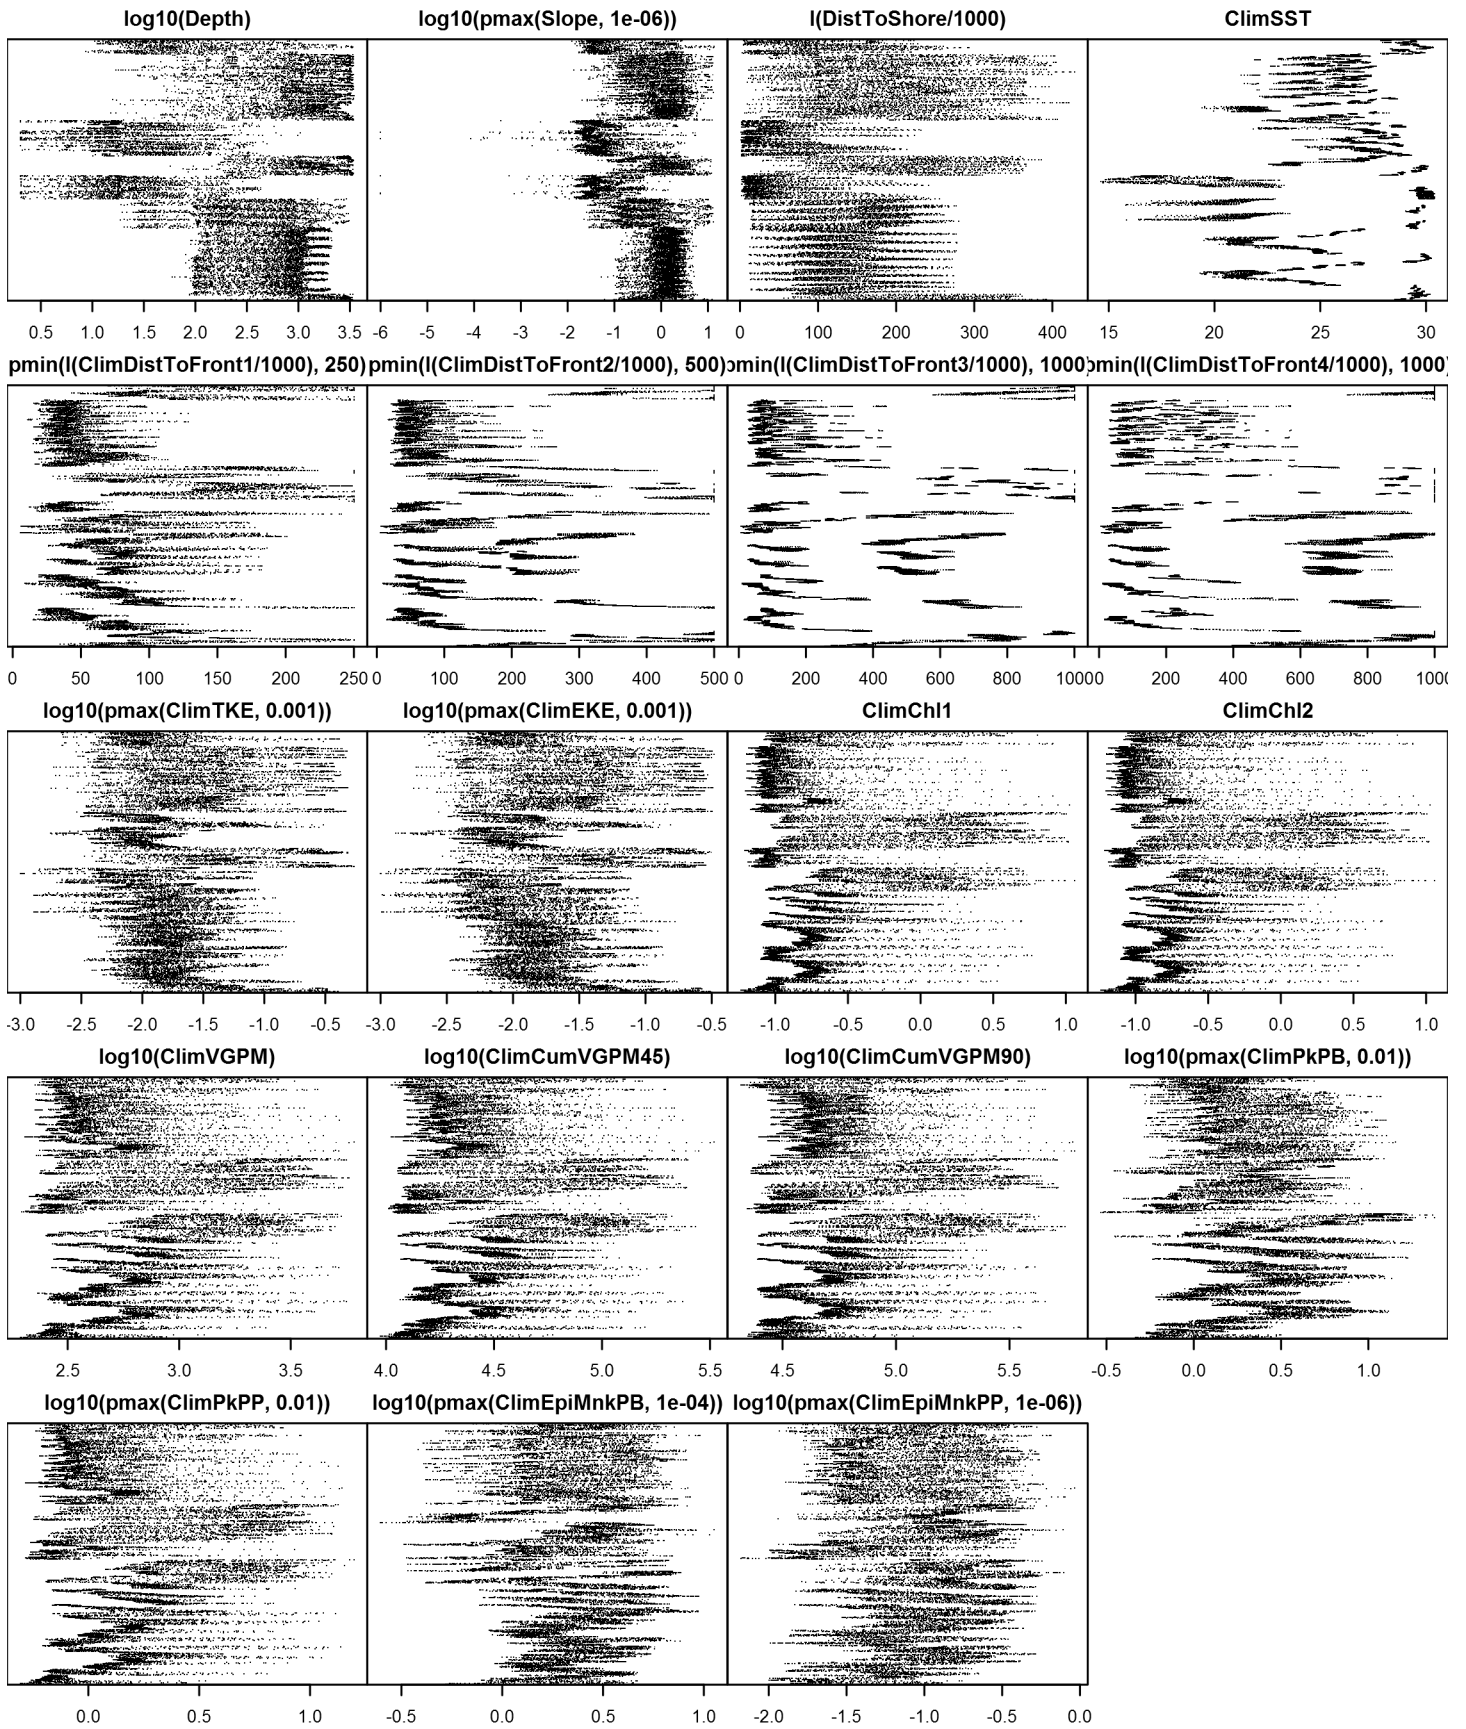 log10(Depth) log10(pmax(Slope, 1e-06)) I(DistToShore/1000) ClimSST
0.5 1.0 1.5 2.0 2.5 3.0 3.5 -6 -5 -4 -3 -2 -1 0 1 0 100 200 300 400 15 20 25 30
pmin(I(ClimDistToFront1/1000), 250) pmin(I(ClimDistToFront2/1000), 500) pmin(I(ClimDistToFront3/1000), 1000) pmin(I(ClimDistToFront4/1000), 1000)
0 50 100 150 200 250 0 100 200 300 400 500 0 200 400 600 800 1000 0 200 400 600 800 1000
log10(pmax(ClimTKE, 0.001)) log10(pmax(ClimEKE, 0.001)) ClimChl1 ClimChl2
-3.0 -2.5 -2.0 -1.5 -1.0 -0.5 -3.0 -2.5 -2.0 -1.5 -1.0 -0.5 -1.0 -0.5 0.0 0.5 1.0 -1.0 -0.5 0.0 0.5 1.0
log10(ClimVGPM) log10(ClimCumVGPM45) log10(ClimCumVGPM90) log10(pmax(ClimPkPB, 0.01))
2.5 3.0 3.5 4.0 4.5 5.0 5.5 4.5 5.0 5.5 -0.5 0.0 0.5 1.0
log10(pmax(ClimPkPP, 0.01)) log10(pmax(ClimEpiMnkPB, 1e-04)) log10(pmax(ClimEpiMnkPP, 1e-06))
0.0 0.5 1.0 -0.5 0.0 0.5 1.0 -2.0 -1.5 -1.0 -0.5 0.0